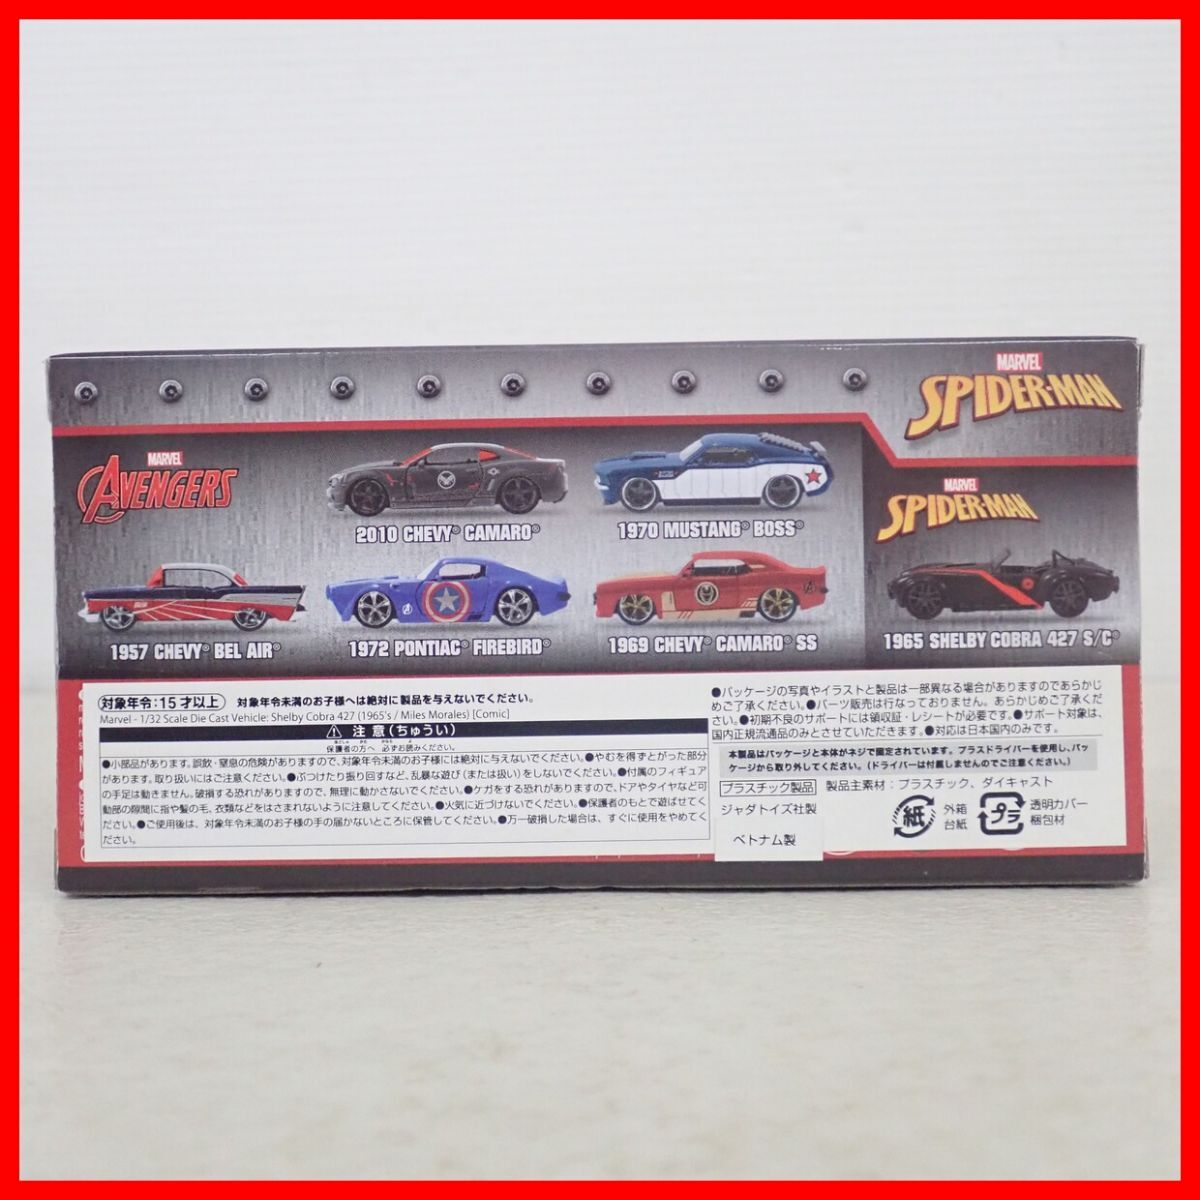 MARVEL
SPIDER-MAN
MARVEL
AVENGERS
2010 CHEVY® CAMARO®
1970 MUSTANG® BOSS®
MARVEL
SPIDER-MAN
1957 CHEVY® BEL AIR®
1972 PONTIAC® FIREBIRD®
1969 CHEVY® CAMARO® SS
1965 SHELBY COBRA 427 S/C®
対象年令:15才以上 対象年令未満のお子様へは絶対に製品を与えないでください。
Marvel - 1/32 Scale Die Cast Vehicle: Shelby Cobra 427 (1965's / Miles Morales) [Comic]
⚠ 注意(ちゅうい)
保護者の方へ 必ずお読みください。
●小部品があります。誤飲・窒息の危険がありますので、対象年令未満のお子様には絶対に与えないでください。●やむを得ずとがった部分
があります。取り扱いにはご注意ください。●ぶつけたり振り回すなど、乱暴な遊び(または扱い)をしないでください。●付属のフィギュア
の手足は動きません。破損する恐れがありますので、無理に動かさないでください。●ケガをする恐れがありますので、ドアやタイヤなど可
動部の隙間に指や髪の毛、衣類などをはさまれないように注意してください。●火気に近づけないでください。●保護者のもとで遊ばせてく
ださい。●ご使用後は、対象年令未満のお子様の手の届かないところに保管してください。●万一破損した場合は、すぐに使用をやめてく
ださい。
●パッケージの写真やイラストと製品は一部異なる場合がありますのであらかじ
めご了承ください。●パーツ販売は行なっておりません。あらかじめご了承くださ
い。●初期不良のサポートには領収証・レシートが必要です。●サポート対象は、
国内正規流通品のみとさせていただきます。●対応は日本国内のみです。
本製品はパッケージと本体がネジで固定されています。プラスドライバーを使用し、パッ
ケージから取り外してください。(ドライバーは付属しませんのでご注意ください)
プラスチック製品 製品主素材:プラスチック、ダイキャスト
ジャダトイズ社製
紙 外箱 台紙
プラ 透明カバー 梱包材
ベトナム製